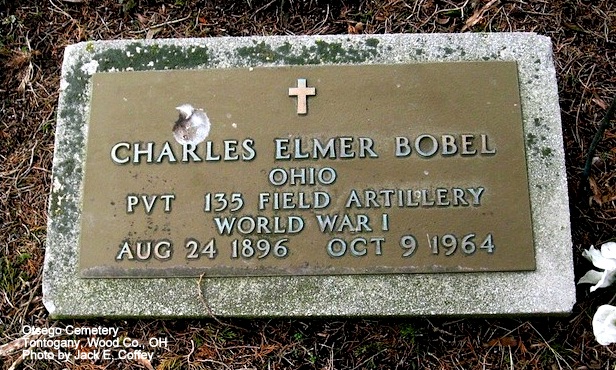 CHARLES ELMER BOBEL
OHIO
PVT 135 FIELD ARTILLERY
WORLD WAR I
AUG 24 1896 OCT 9 1964
Otsego Cemetery
Tontogany, Wood Co., OH
Photo by Jack E. Coffey